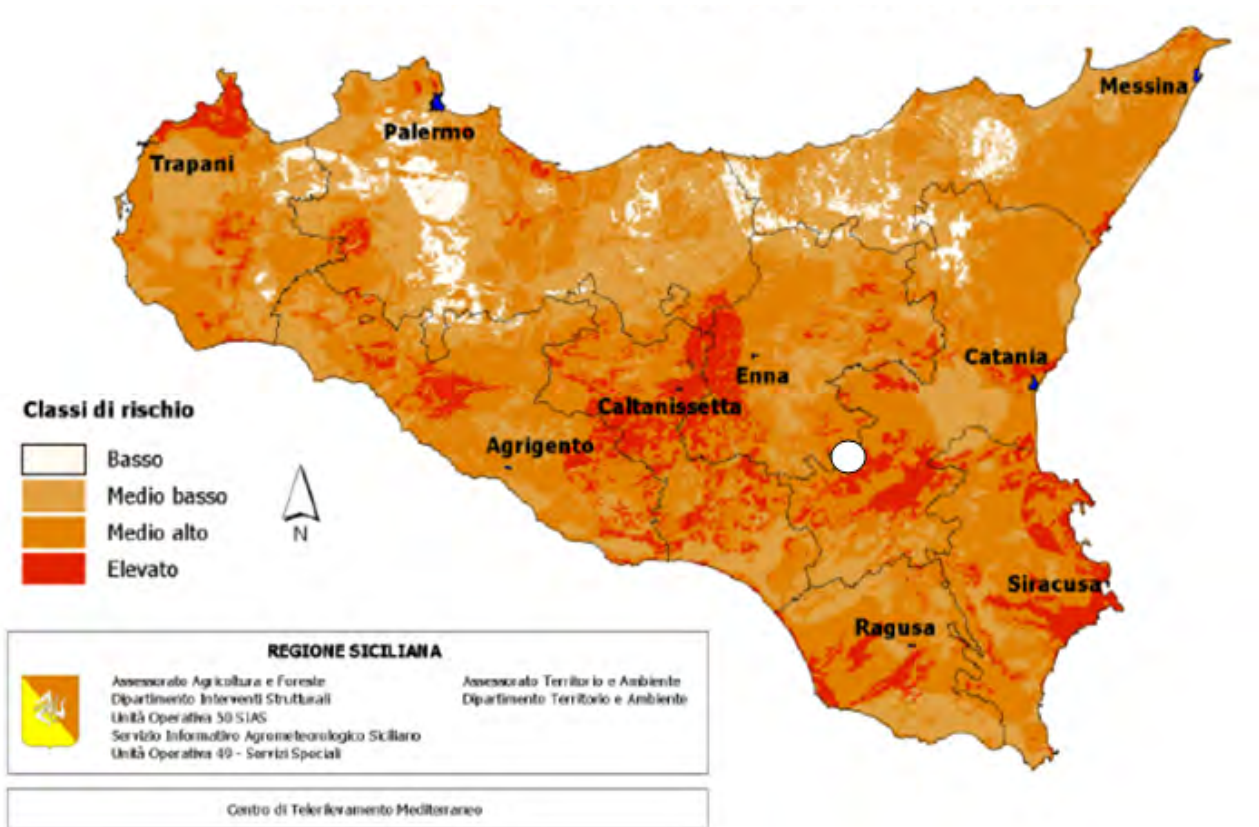 Messina
Palermo
Trapani
Catania
Enna
Caltanissetta
Agrigento
Siracusa
Ragusa
Classi di rischio
Basso
Medio basso
Medio alto
Elevato
N
REGIONE SICILIANA
Assessorato Agricoltura e Foreste
Dipartimento Interventi Strutturali
Unità Operativa 50 SIAS
Servizio Informativo Agrometeorologico Siciliano
Unità Operativa 49 - Servizi Speciali
Assessorato Territorio e Ambiente
Dipartimento Territorio e Ambiente
Centro di Telerilevamento Mediterraneo